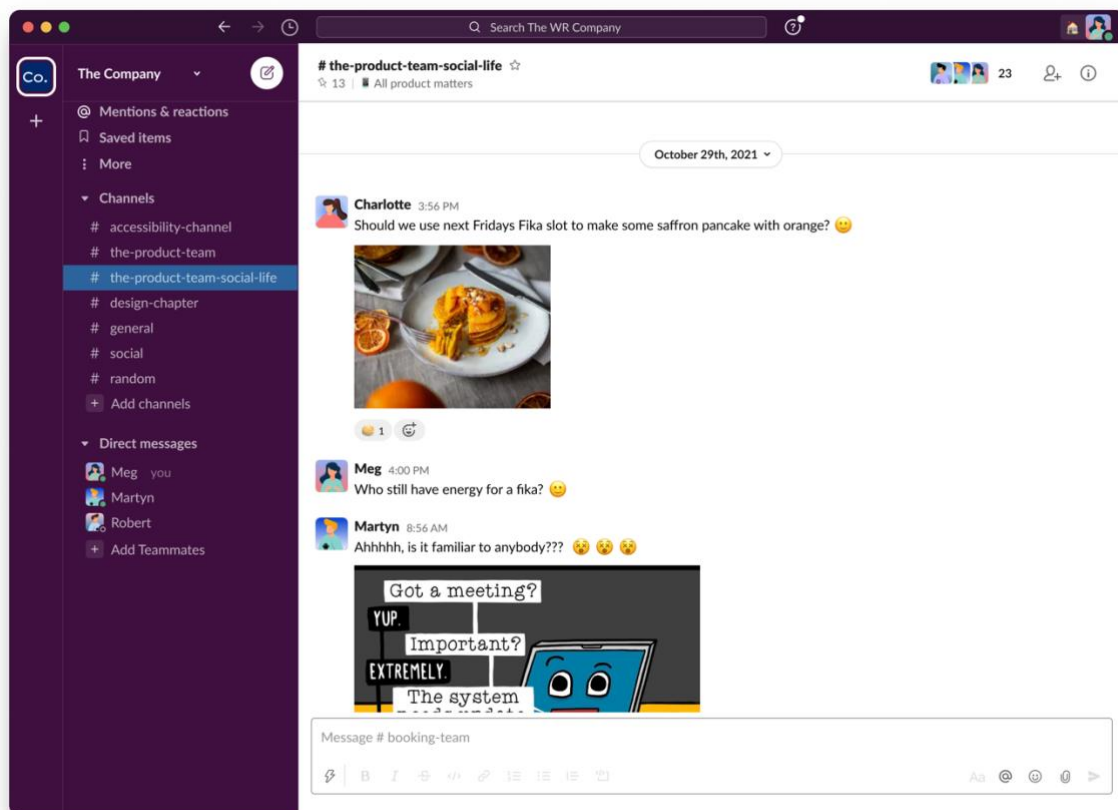 Search The WR Company
Co.
The Company
Mentions & reactions
Saved items
More
Channels
# accessibility-channel
# the-product-team
# the-product-team-social-life
# design-chapter
# general
# social
# random
+ Add channels
Direct messages
Meg you
Martyn
Robert
+ Add Teammates
# the-product-team-social-life
13 | All product matters
23
October 29th, 2021
Charlotte 3:56 PM
Should we use next Fridays Fika slot to make some saffron pancake with orange?
1
Meg 4:00 PM
Who still have energy for a fika?
Martyn 8:56 AM
Ahhhhh, is it familiar to anybody???
Got a meeting?
YUP.
Important?
EXTREMELY.
The system
needs update
Message # booking-team
B I S </>
Aa @